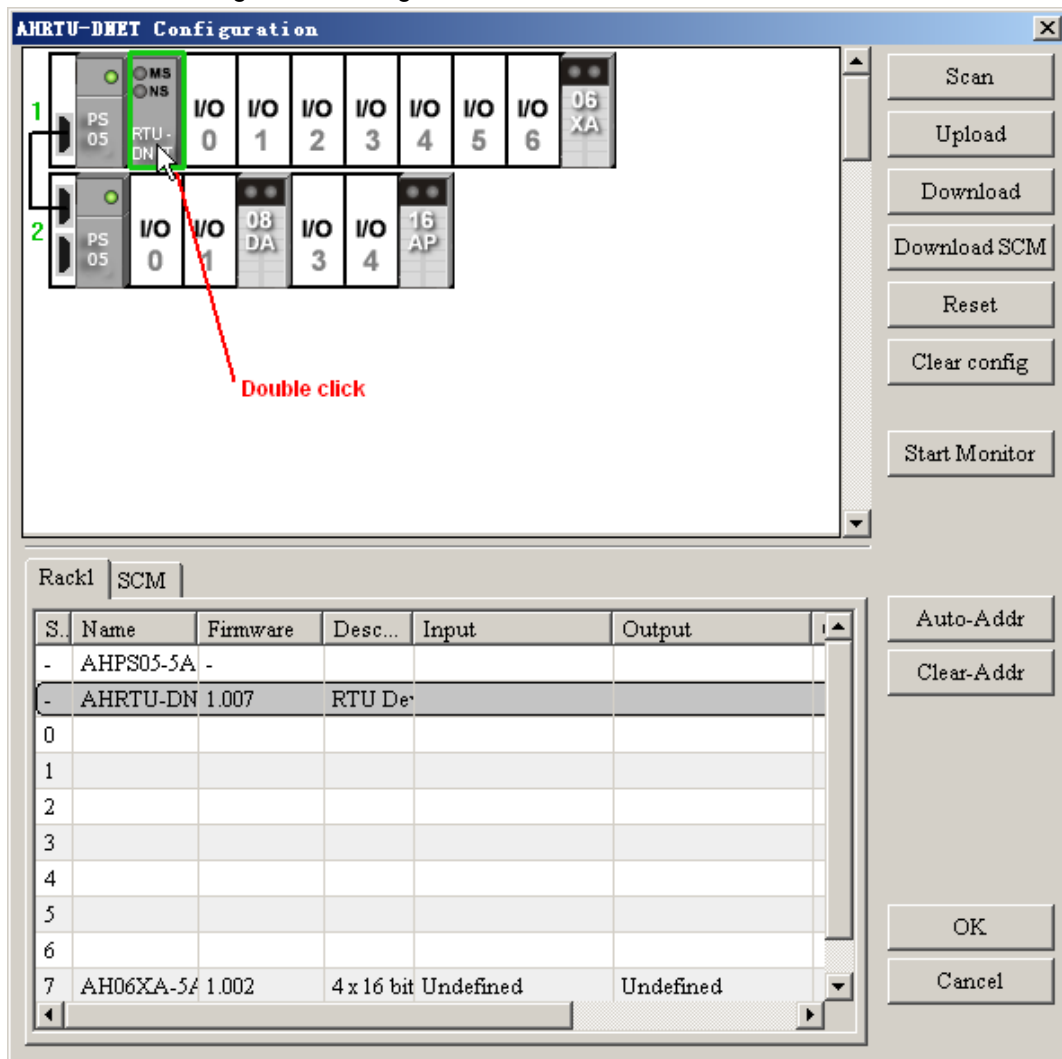 AHRTU-DNET Configuration
MS
NS
1
PS
05
RTU-
I/O
0
I/O
1
I/O
2
I/O
3
I/O
4
I/O
5
I/O
6
06
XA
2
PS
05
I/O
0
I/O
1
08
DA
I/O
3
I/O
4
16
AP
Double click
Scan
Upload
Download
Download SCM
Reset
Clear config
Start Monitor
Rack1 SCM
S.. Name Firmware Desc... Input Output
- AHPS05-5A -
- AHRTU-DN 1.007 RTU De
0
1
2
3
4
5
6
7 AH06XA-5A 1.002 4 x 16 bit Undefined Undefined
Auto-Addr
Clear-Addr
OK
Cancel